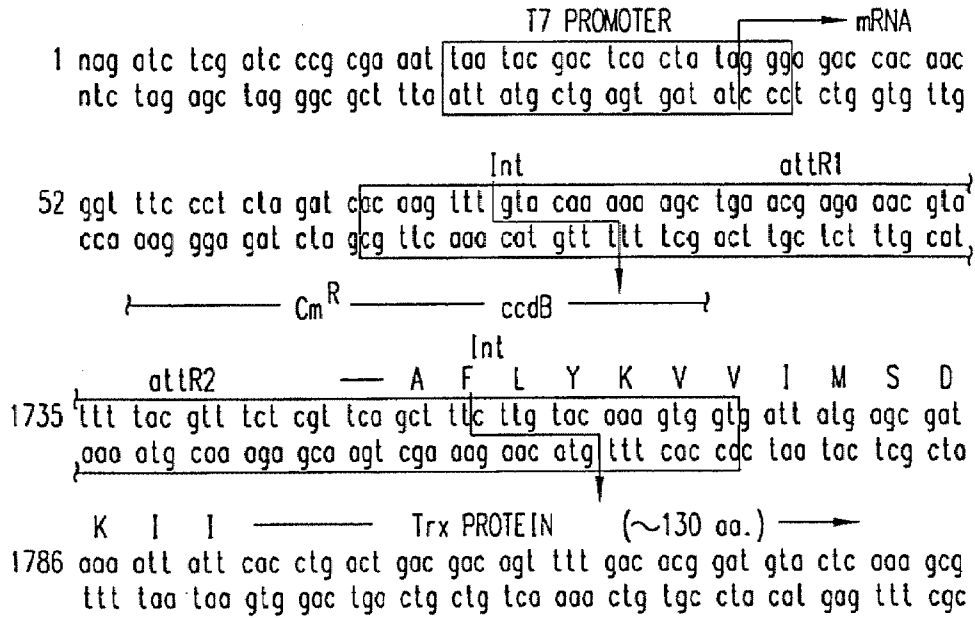 T7 PROMOTER mRNA
1 nag atc tcg atc ccg cga aat taa tac gac tca cta tag gga gac cac aac
ntc tag agc tag ggc gct tta att atg ctg agt gat atc cct ctg gtg ttg
Int attR1
52 ggt ttc cct cta gat cac aag ttt gta caa aaa agc tga acg aga aac gta
cca aag gga gat cta gcg ttc aaa cat gtt ttt tcg act tgc tct ttg cat
CmR ccdB
Int
attR2 — A F L Y K V V I M S D
1735 ttt tac gtt tct cgt tca gct ttc ttg tac aaa gtg gtg att atg agc gat
aaa atg caa aga gca agt cga aag aac atg ttt cac cac taa tac tcg cta
K I I — Trx PROTEIN (~130 aa.)
1786 aaa att att cac ctg act gac gac agt ttt gac acg gat gta ctc aaa gcg
ttt taa taa gtg gac tga ctg ctg tca aaa ctg tgc cta cat gag ttt cgc